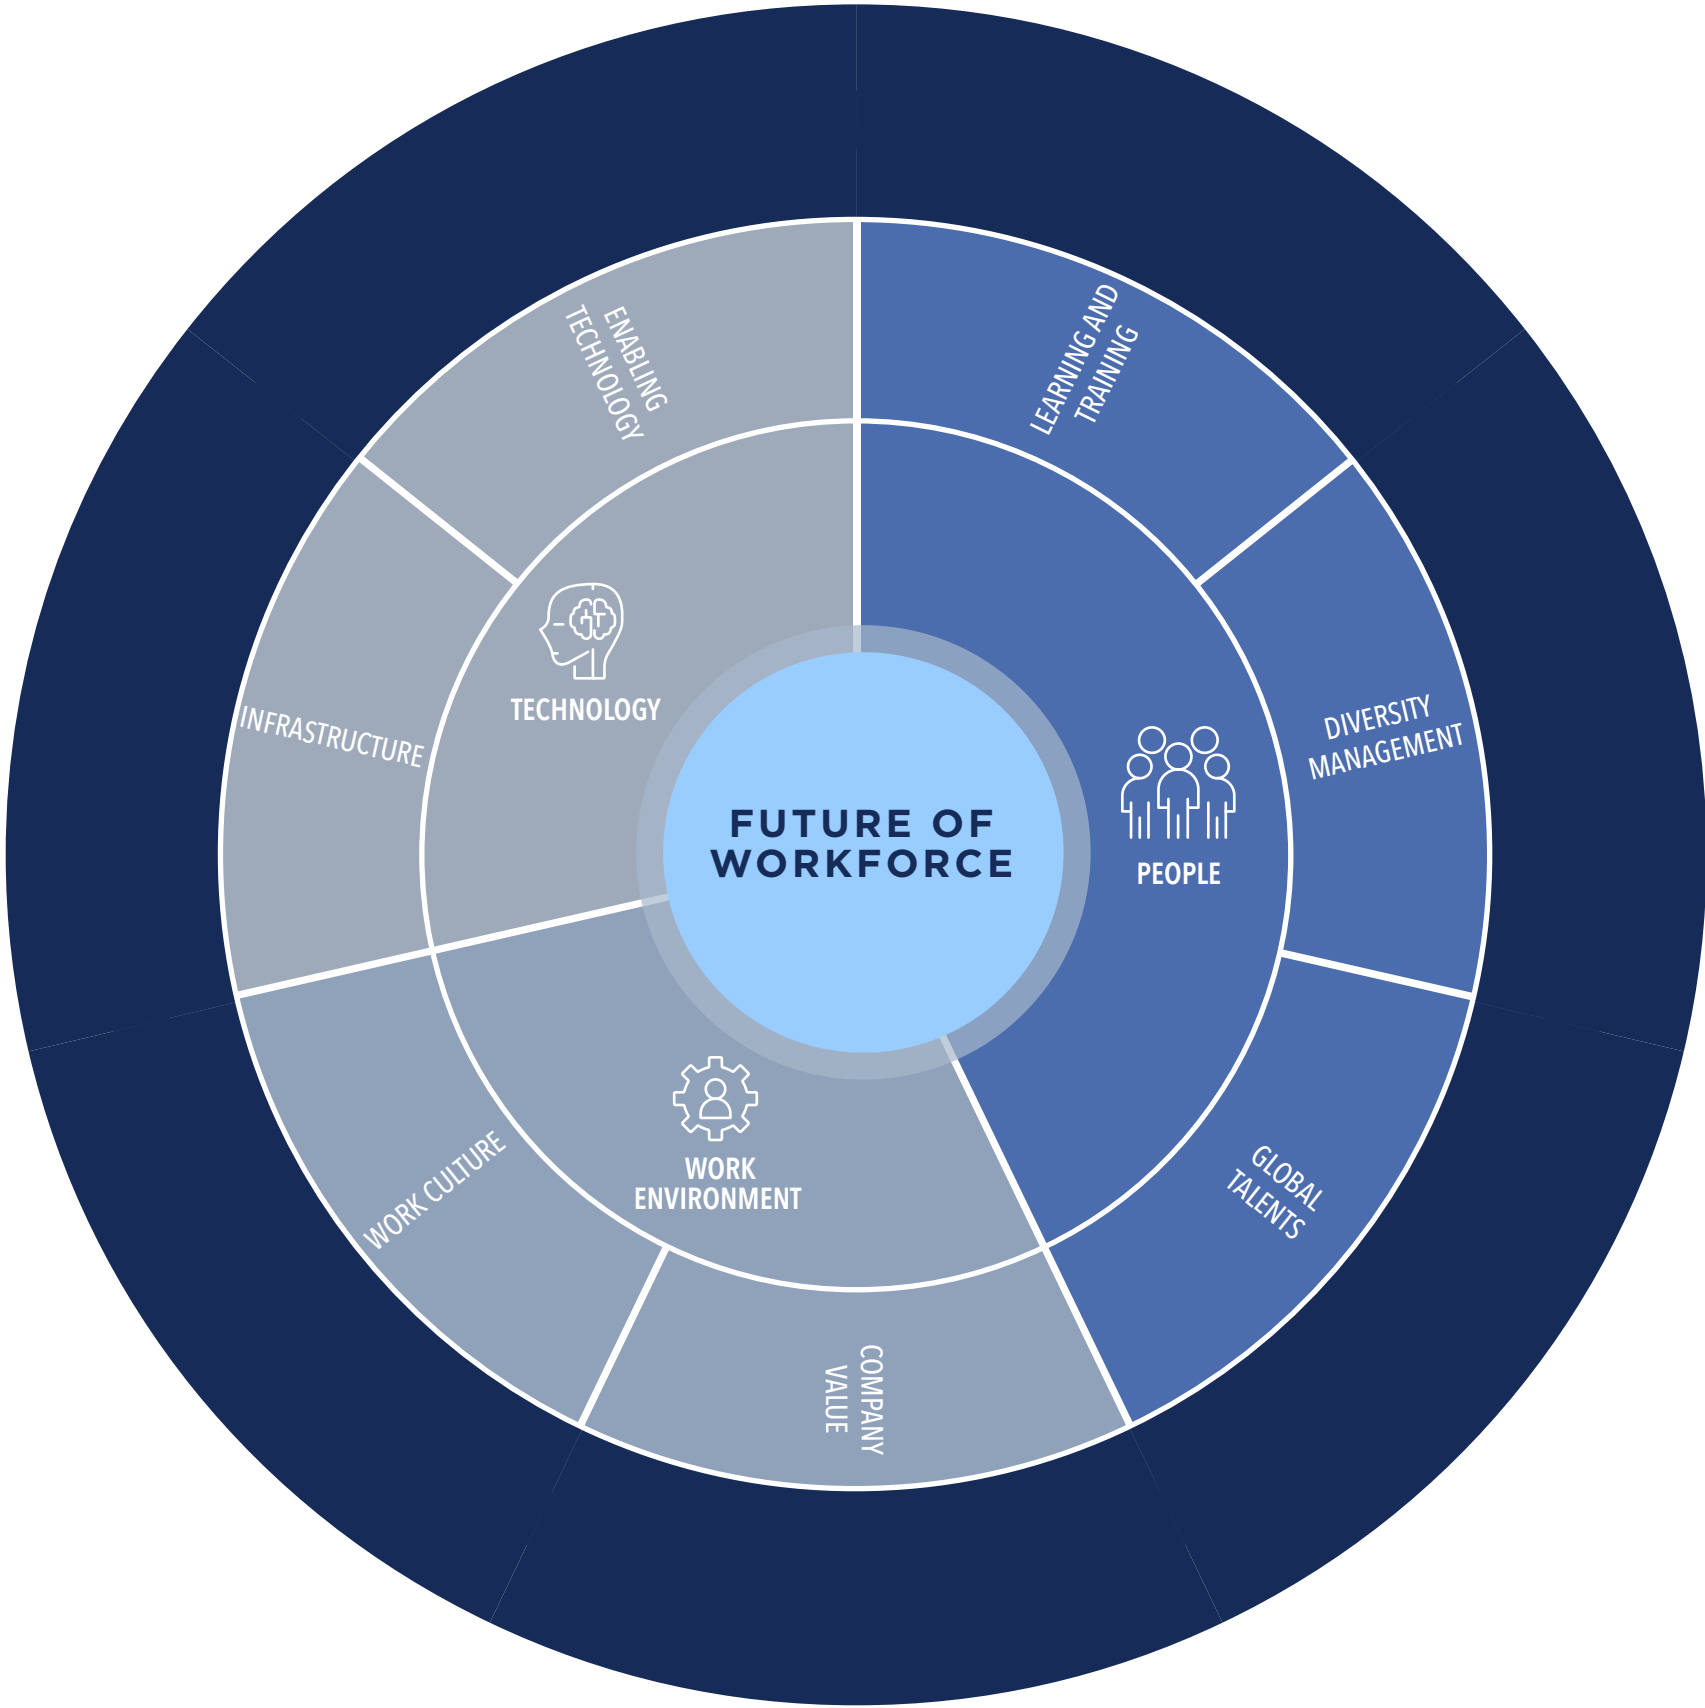 FUTURE OF
WORKFORCE
TECHNOLOGY
PEOPLE
WORK
ENVIRONMENT
ENABLING
TECHNOLOGY
LEARNING AND
TRAINING
DIVERSITY
MANAGEMENT
GLOBAL
TALENTS
COMPANY
VALUE
WORK CULTURE
INFRASTRUCTURE